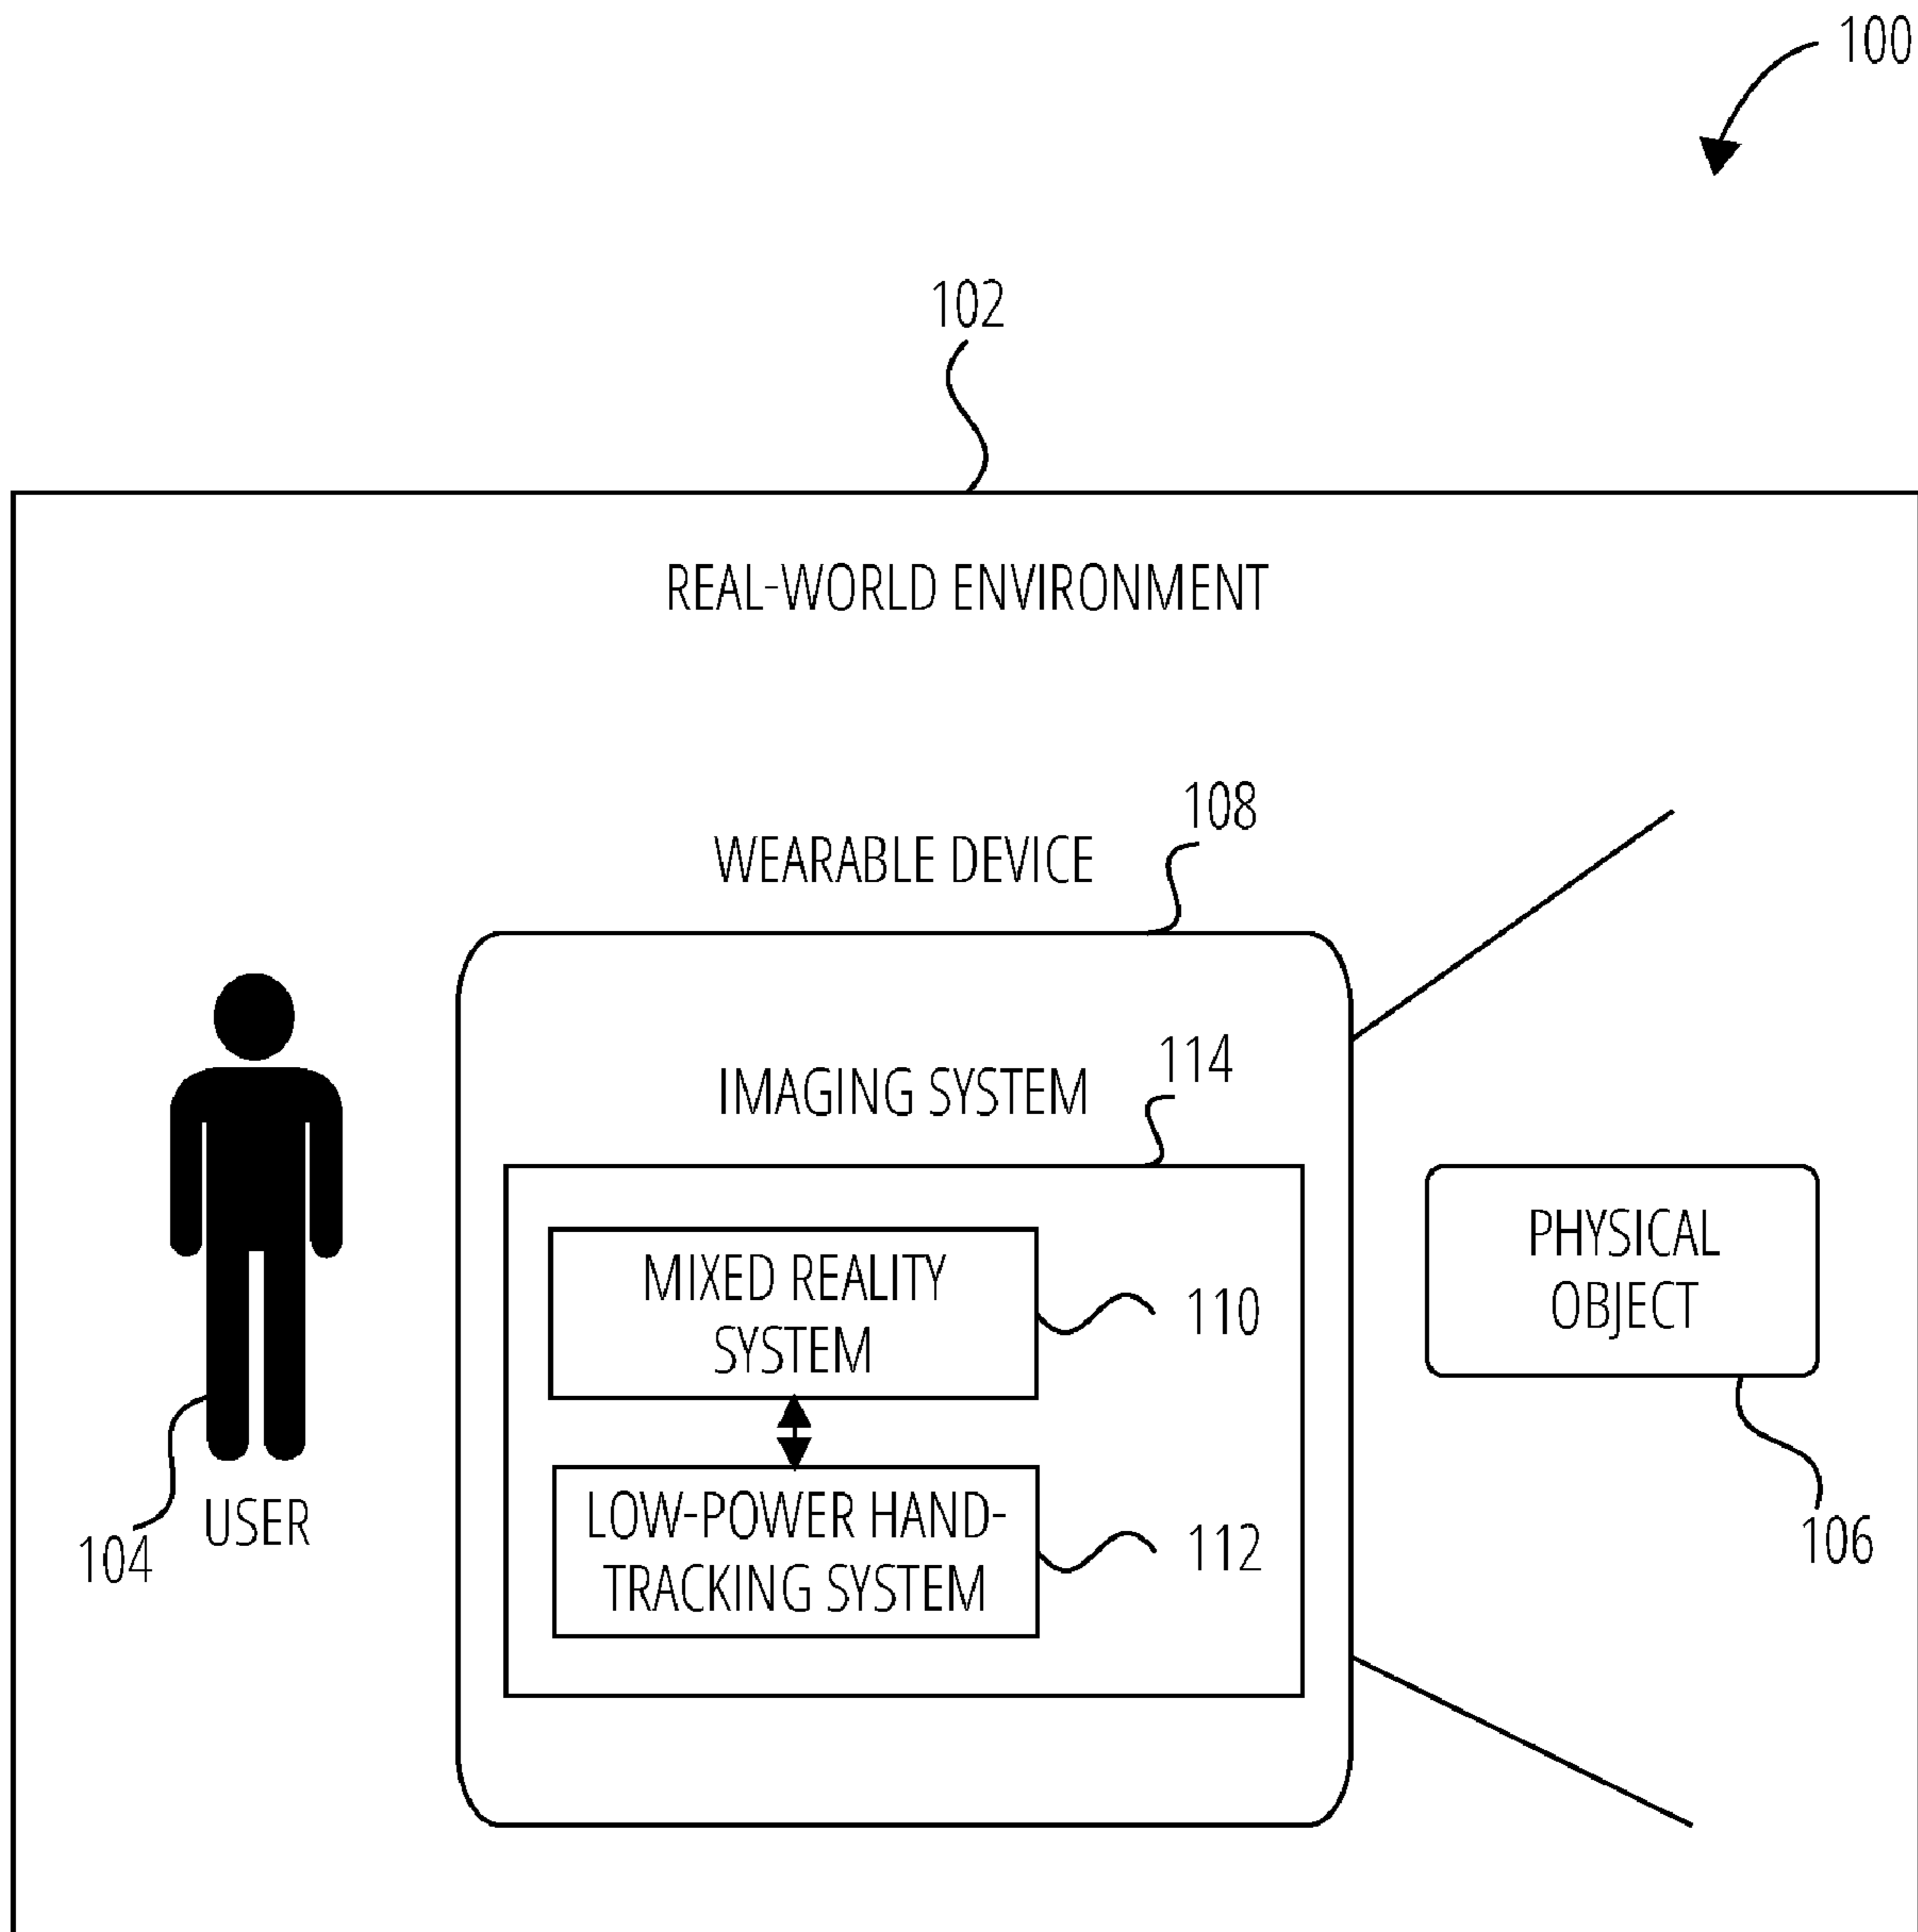 100
102
REAL-WORLD ENVIRONMENT
108
WEARABLE DEVICE
114
IMAGING SYSTEM
MIXED REALITY
SYSTEM
110
PHYSICAL
OBJECT
LOW-POWER HAND-
TRACKING SYSTEM
112
USER
104
106